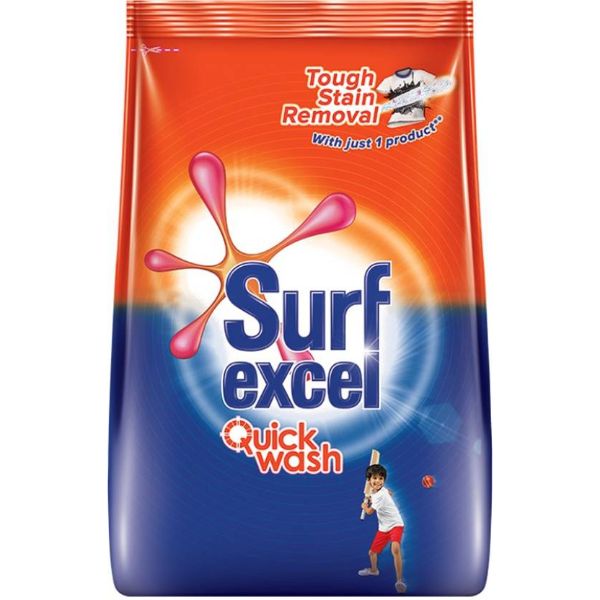 Tough
Stain
Removal
With just 1 product**
Surf
excel
Quick
wash